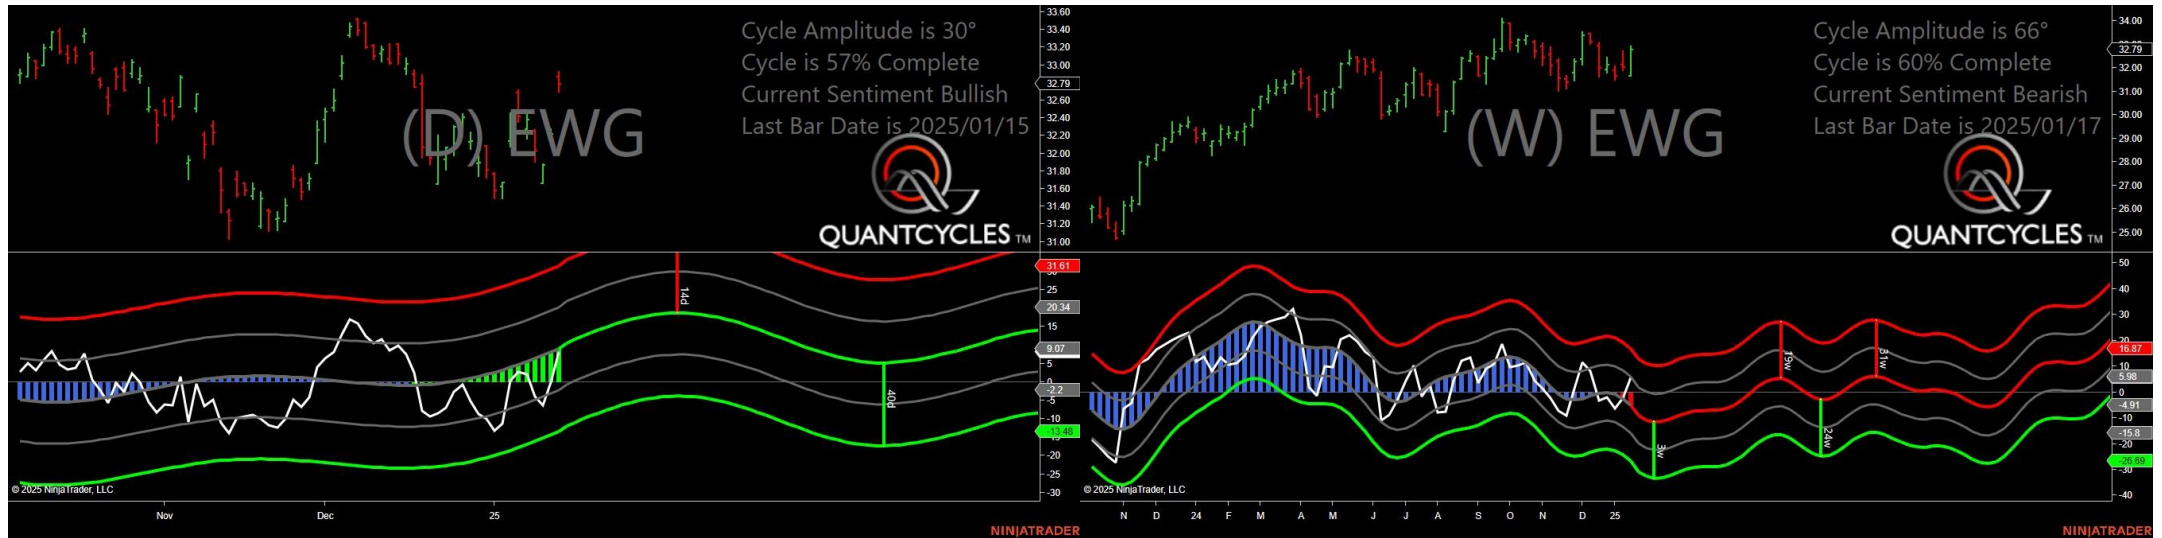 Cycle Amplitude is 30°
Cycle is 57% Complete
Current Sentiment Bullish
Last Bar Date is 2025/01/15
(D) EWG
QUANTCYCLES TM
33.60
33.40
33.20
33.00
32.79
32.60
32.40
32.20
32.00
31.80
31.60
31.40
31.20
31.00
31.61
25
20.34
15
9.07
5
-2.2
-5
-10
-13.48
-20
-25
-30
14d
40d
© 2025 NinjaTrader, LLC
Nov Dec 25
NINJATRADER
Cycle Amplitude is 66°
Cycle is 60% Complete
Current Sentiment Bearish
Last Bar Date is 2025/01/17
(W) EWG
QUANTCYCLES TM
34.00
32.79
32.00
31.00
30.00
29.00
28.00
27.00
26.00
25.00
50
40
30
20
16.87
10
5.98
0
-4.91
-10
-15.8
-20
-26.69
-30
-40
3w
19w
24w
31w
© 2025 NinjaTrader, LLC
N D 24 F M A M J J A S O N D 25
NINJATRADER